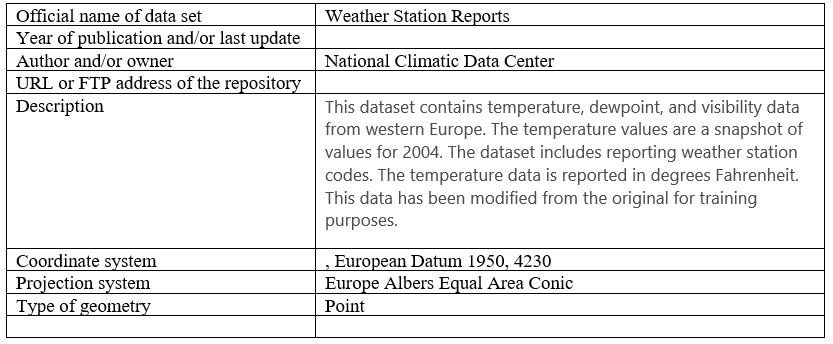 Official name of data set Weather Station Reports
Year of publication and/or last update
Author and/or owner National Climatic Data Center
URL or FTP address of the repository
Description This dataset contains temperature, dewpoint, and visibility data
from western Europe. The temperature values are a snapshot of
values for 2004. The dataset includes reporting weather station
codes. The temperature data is reported in degrees Fahrenheit.
This data has been modified from the original for training
purposes.
Coordinate system , European Datum 1950, 4230
Projection system Europe Albers Equal Area Conic
Type of geometry Point